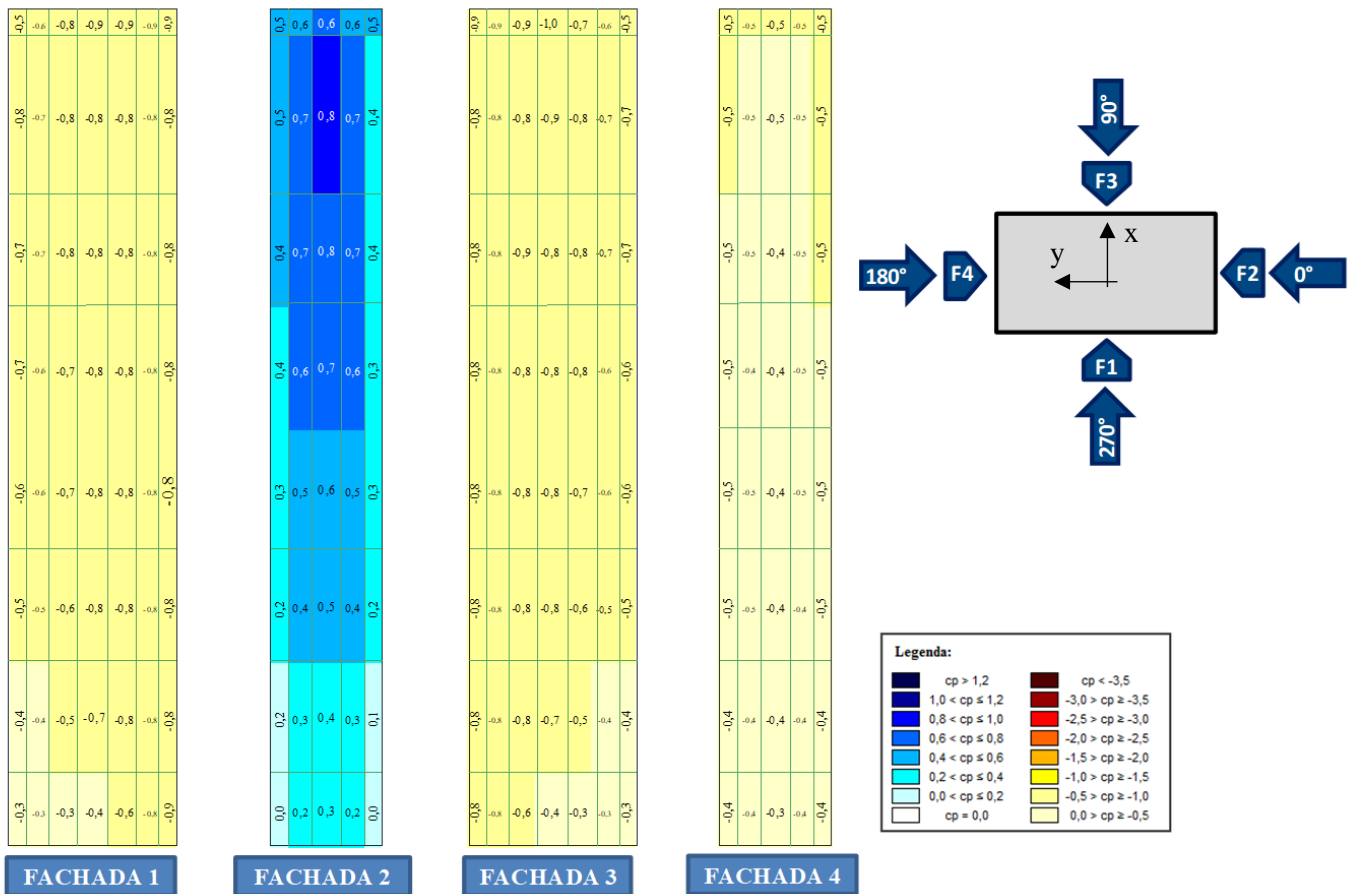 -0,5 -0.6 -0,8 -0,9 -0,9 -0.9 -0,9
-0,8 -0.7 -0,8 -0,8 -0,8 -0.8 -0,8
-0,7 -0.7 -0,8 -0,8 -0,8 -0.8 -0,8
-0,7 -0.6 -0,7 -0,8 -0,8 -0.8 -0,8
-0,6 -0.6 -0,7 -0,8 -0,8 -0.8 -0,8
-0,5 -0.5 -0,6 -0,8 -0,8 -0.8 -0,8
-0,4 -0.4 -0,5 -0,7 -0,8 -0.8 -0,8
-0,3 -0.3 -0,3 -0,4 -0,6 -0.8 -0,9
FACHADA 1
0,5 0,6 0,6 0,6 0,5
0,5 0,7 0,8 0,7 0,4
0,4 0,7 0,8 0,7 0,4
0,4 0,6 0,7 0,6 0,3
0,3 0,5 0,6 0,5 0,3
0,2 0,4 0,5 0,4 0,2
0,2 0,3 0,4 0,3 0,1
0,0 0,2 0,3 0,2 0,0
FACHADA 2
-0,9 -0.9 -0,9 -1,0 -0,7 -0.6 -0,5
-0,8 -0.8 -0,8 -0,9 -0,8 -0.7 -0,7
-0,8 -0.8 -0,9 -0,8 -0,8 -0.7 -0,7
-0,8 -0.8 -0,8 -0,8 -0,8 -0.6 -0,6
-0,8 -0.8 -0,8 -0,8 -0,7 -0.6 -0,6
-0,8 -0.8 -0,8 -0,8 -0,6 -0,5 -0,5
-0,8 -0.8 -0,8 -0,7 -0,5 -0.4 -0,4
-0,8 -0.8 -0,6 -0,4 -0,3 -0.3 -0,3
FACHADA 3
-0,5 -0.5 -0,5 -0.5 -0,5
-0,5 -0.5 -0,5 -0.5 -0,5
-0,5 -0.5 -0,4 -0.5 -0,5
-0,5 -0.4 -0,4 -0.5 -0,5
-0,5 -0.5 -0,4 -0.5 -0,5
-0,5 -0.5 -0,4 -0.4 -0,5
-0,4 -0.4 -0,3 -0.4 -0,4
-0,4 -0.4 -0,3 -0.4 -0,4
FACHADA 4
90°
F3
x
y
180°
F4
F2
0°
F1
270°
Legenda:
cp > 1,2 cp < -3,5
1,0 < cp ≤ 1,2 -3,0 > cp ≥ -3,5
0,8 < cp ≤ 1,0 -2,5 > cp ≥ -3,0
0,6 < cp ≤ 0,8 -2,0 > cp ≥ -2,5
0,4 < cp ≤ 0,6 -1,5 > cp ≥ -2,0
0,2 < cp ≤ 0,4 -1,0 > cp ≥ -1,5
0,0 < cp ≤ 0,2 -0,5 > cp ≥ -1,0
cp = 0,0 0,0 > cp ≥ -0,5